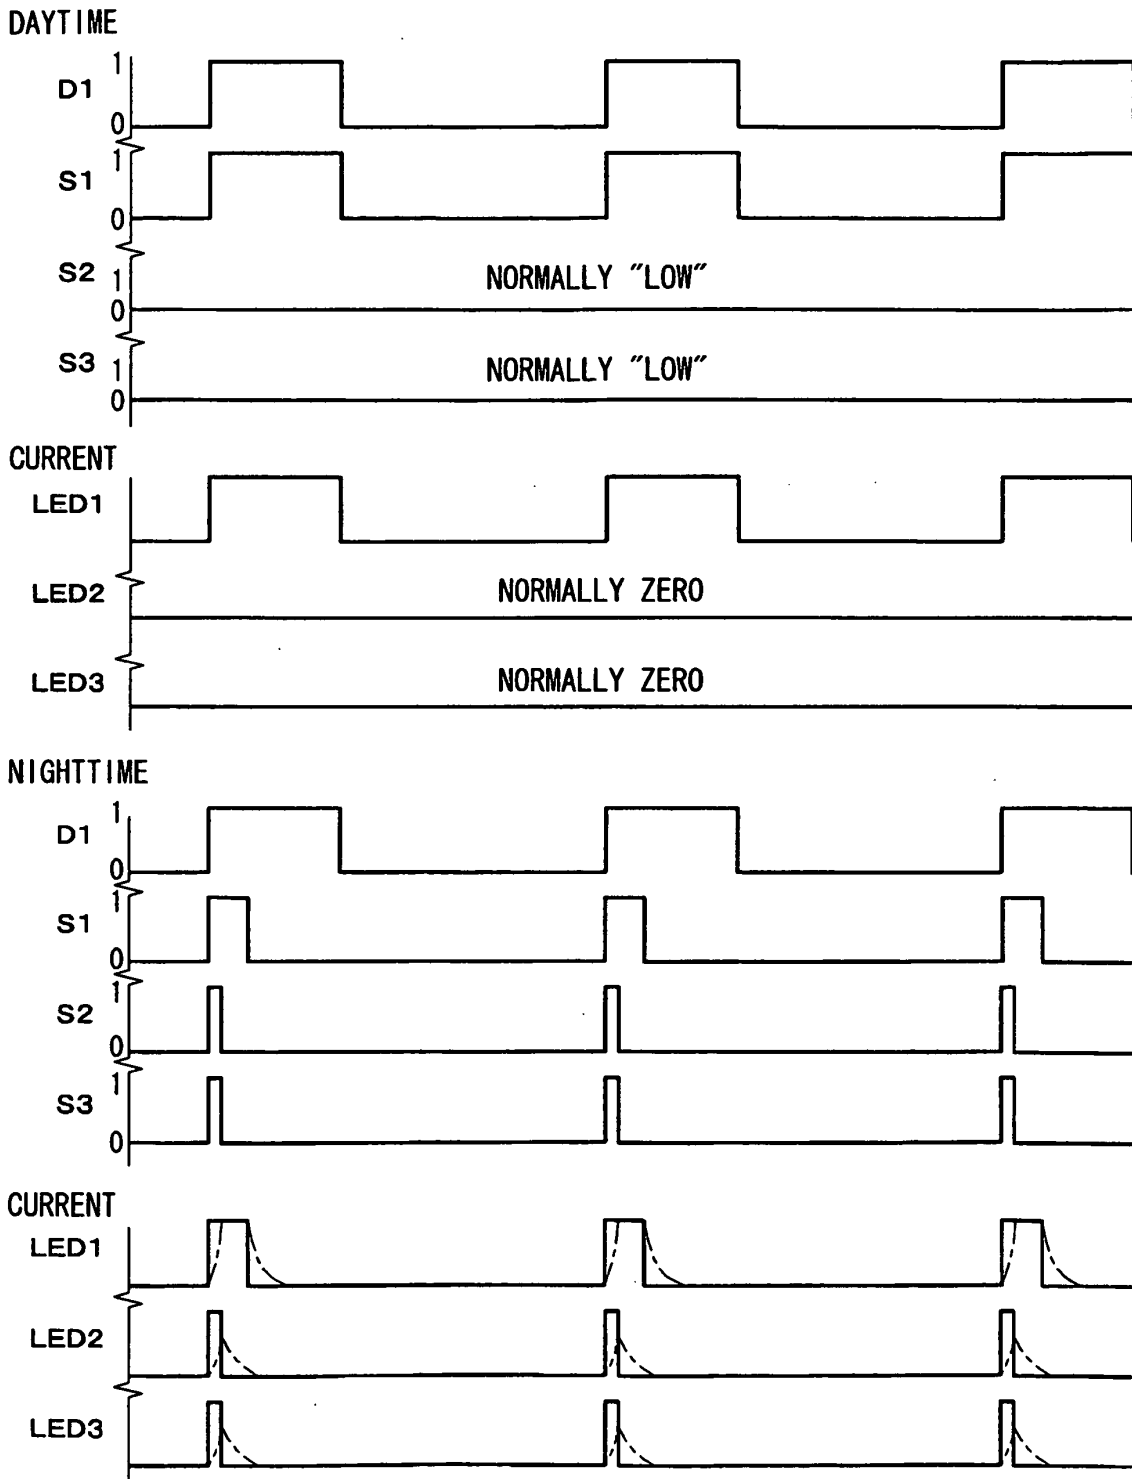 DAYTIME
1
D1
0
1
S1
0
S2 1
NORMALLY "LOW"
0
S3 1
NORMALLY "LOW"
0
CURRENT
LED1
LED2
NORMALLY ZERO
LED3
NORMALLY ZERO
NIGHTTIME
1
D1
0
1
S1
0
1
S2
0
1
S3
0
CURRENT
LED1
LED2
LED3